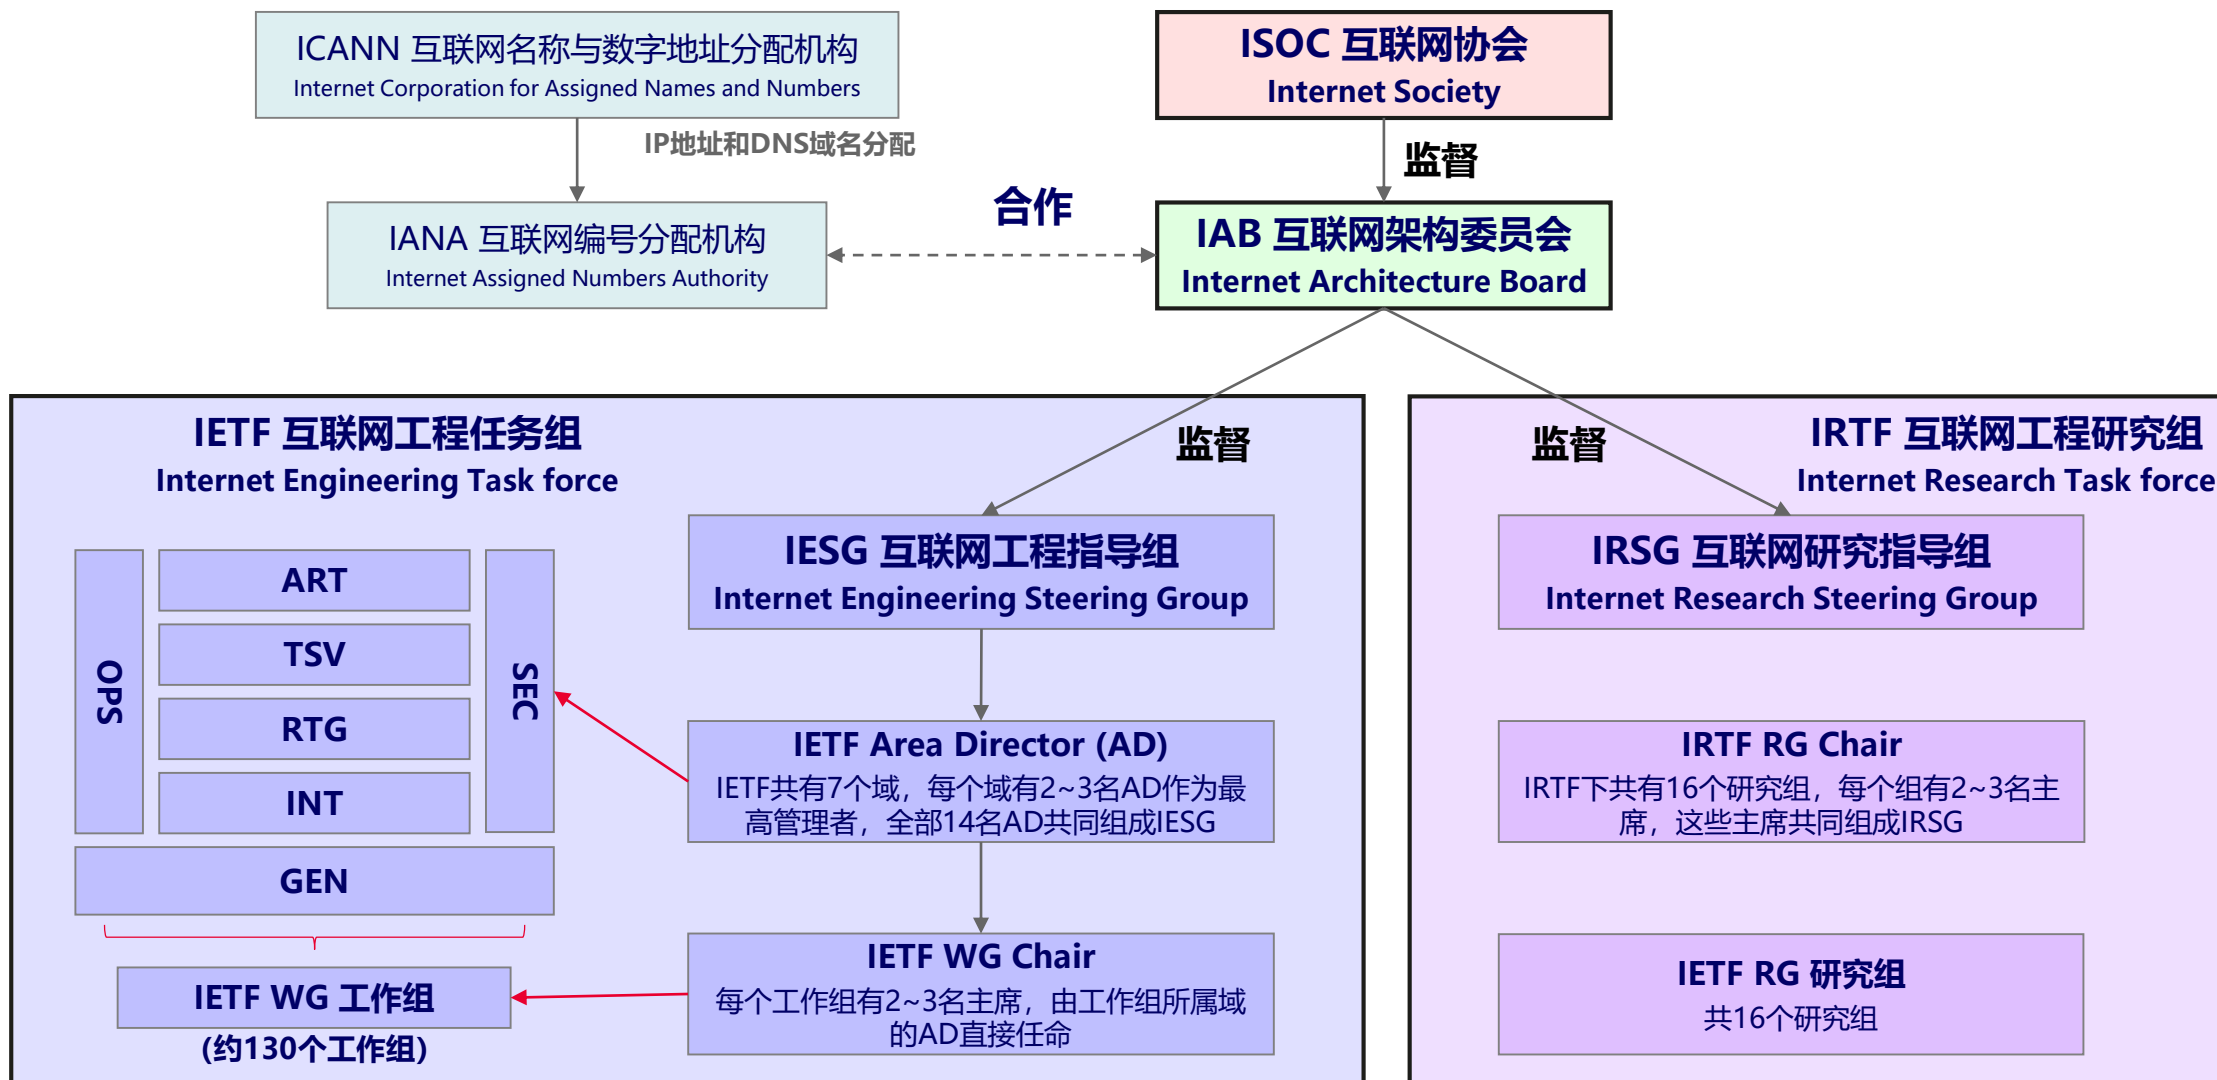 ICANN 互联网名称与数字地址分配机构
Internet Corporation for Assigned Names and Numbers
ISOC 互联网协会
Internet Society
IP地址和DNS域名分配
监督
合作
IANA 互联网编号分配机构
Internet Assigned Numbers Authority
IAB 互联网架构委员会
Internet Architecture Board
IETF 互联网工程任务组
Internet Engineering Task force
监督
监督
IRTF 互联网工程研究组
Internet Research Task force
IESG 互联网工程指导组
Internet Engineering Steering Group
IRSG 互联网研究指导组
Internet Research Steering Group
OPS
ART
TSV
RTG
INT
SEC
GEN
IETF Area Director (AD)
IETF共有7个域，每个域有2~3名AD作为最
高管理者，全部14名AD共同组成IESG
IRTF RG Chair
IRTF下共有16个研究组，每个组有2~3名主
席，这些主席共同组成IRSG
IETF WG 工作组
(约130个工作组)
IETF WG Chair
每个工作组有2~3名主席，由工作组所属域
的AD直接任命
IETF RG 研究组
共16个研究组